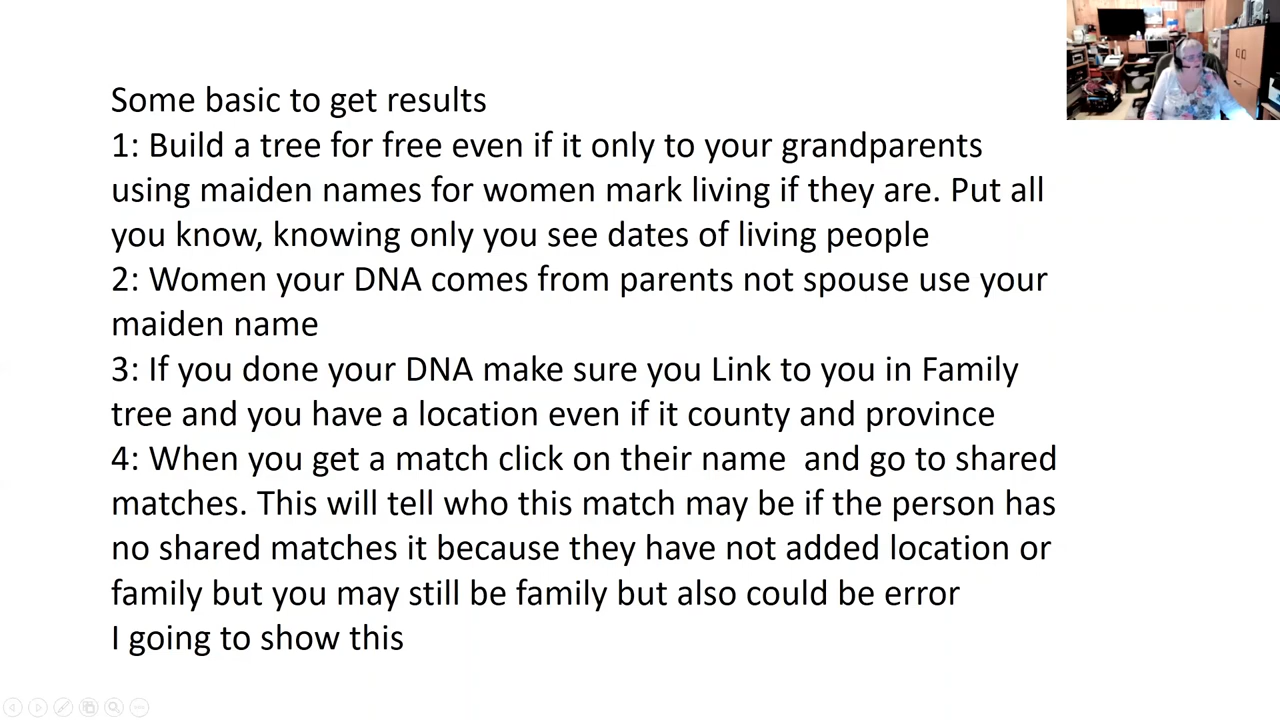 Some basic to get results
1: Build a tree for free even if it only to your grandparents
using maiden names for women mark living if they are. Put all
you know, knowing only you see dates of living people
2: Women your DNA comes from parents not spouse use your
maiden name
3: If you done your DNA make sure you Link to you in Family
tree and you have a location even if it county and province
4: When you get a match click on their name  and go to shared
matches. This will tell who this match may be if the person has
no shared matches it because they have not added location or
family but you may still be family but also could be error
I going to show this